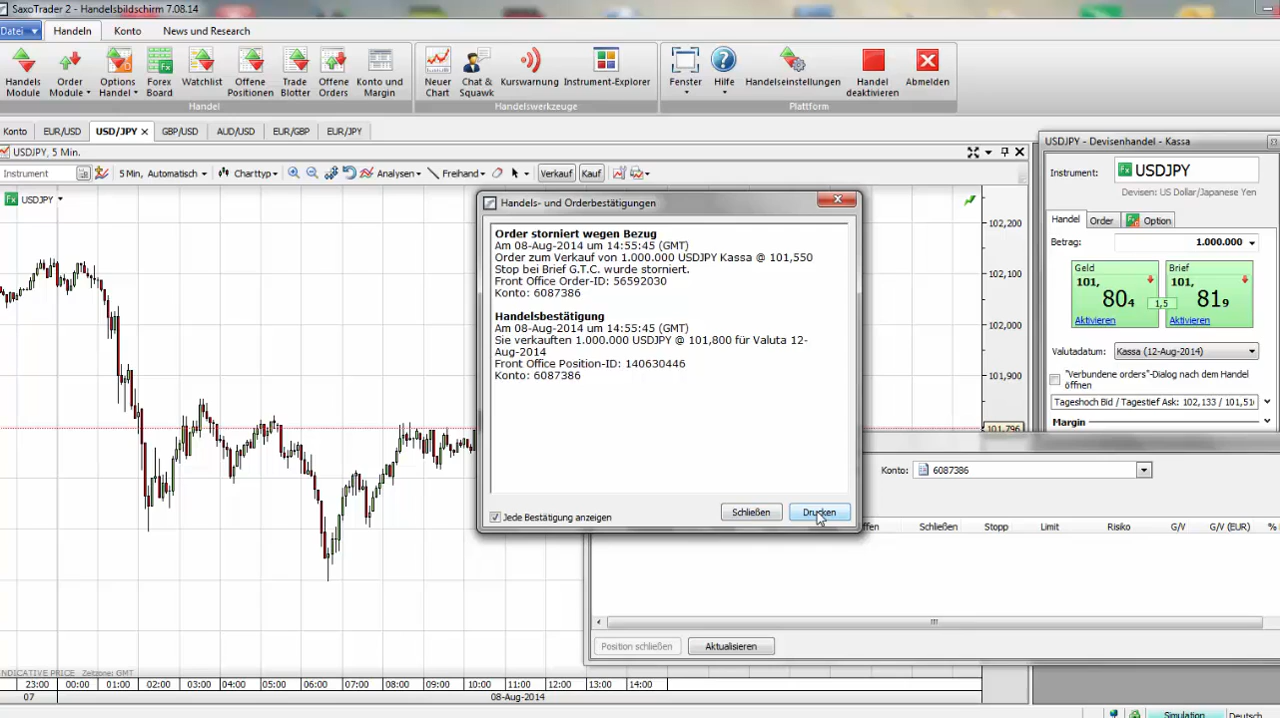 SaxoTrader 2 - Handelsbildschirm 7.08.14
Datei
Handeln
Konto
News und Research
Handels Module
Order Module
Options Handel
Forex Board
Watchlist
Offene Positionen
Trade Blotter
Offene Orders
Konto und Margin
Neuer Chart
Chat & Squawk
Kurswarnung
Instrument-Explorer
Fenster
Hilfe
Handelseinstellungen
Handel deaktivieren
Abmelden
Handel
Handelswerkzeuge
Plattform
Konto
EUR/USD
USD/JPY
GBP/USD
AUD/USD
EUR/GBP
EUR/JPY
USDJPY, 5 Min.
Instrument
5 Min, Automatisch
Charttyp
Analysen
Freihand
Verkauf
Kauf
USDJPY
102,200
102,100
102,000
101,900
101,796
Handels- und Orderbestätigungen
Order storniert wegen Bezug
Am 08-Aug-2014 um 14:55:45 (GMT)
Order zum Verkauf von 1.000.000 USDJPY Kassa @ 101,550
Stop bei Brief G.T.C. wurde storniert.
Front Office Order-ID: 56592030
Konto: 6087386
Handelsbestätigung
Am 08-Aug-2014 um 14:55:45 (GMT)
Sie verkauften 1.000.000 USDJPY @ 101,800 für Valuta 12-
Aug-2014
Front Office Position-ID: 140630446
Konto: 6087386
Jede Bestätigung anzeigen
Schließen
Drucken
USDJPY - Devisenhandel - Kassa
Instrument:
USDJPY
Devisen: US Dollar/Japanese Yen
Handel
Order
Option
Betrag:
1.000.000
Geld
101,
804
Aktivieren
1,5
Brief
101,
819
Aktivieren
Valutadatum:
Kassa (12-Aug-2014)
"Verbundene orders"-Dialog nach dem Handel
öffnen
Tageshoch Bid / Tagestief Ask: 102,133 / 101,51
Margin
Konto:
6087386
Schließen
Stopp
Limit
Risiko
G/V
G/V (EUR)
%
Position schließen
Aktualisieren
INDICATIVE PRICE
Zeitzone: GMT
23:00
00:00
01:00
02:00
03:00
04:00
05:00
06:00
07:00
08:00
09:00
10:00
11:00
12:00
13:00
14:00
07
08-Aug-2014
Simulation
Deutsch